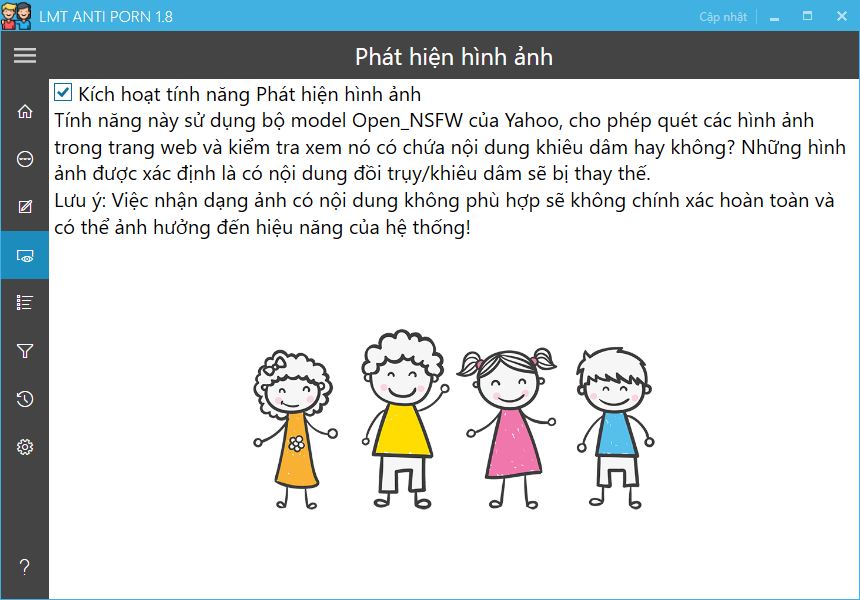 LMT ANTI PORN 1.8
Cập nhật
Phát hiện hình ảnh
Kích hoạt tính năng Phát hiện hình ảnh
Tính năng này sử dụng bộ model Open_NSFW của Yahoo, cho phép quét các hình ảnh
trong trang web và kiểm tra xem nó có chứa nội dung khiêu dâm hay không? Những hình
ảnh được xác định là có nội dung đồi trụy/khiêu dâm sẽ bị thay thế.
Lưu ý: Việc nhận dạng ảnh có nội dung không phù hợp sẽ không chính xác hoàn toàn và
có thể ảnh hưởng đến hiệu năng của hệ thống!
?